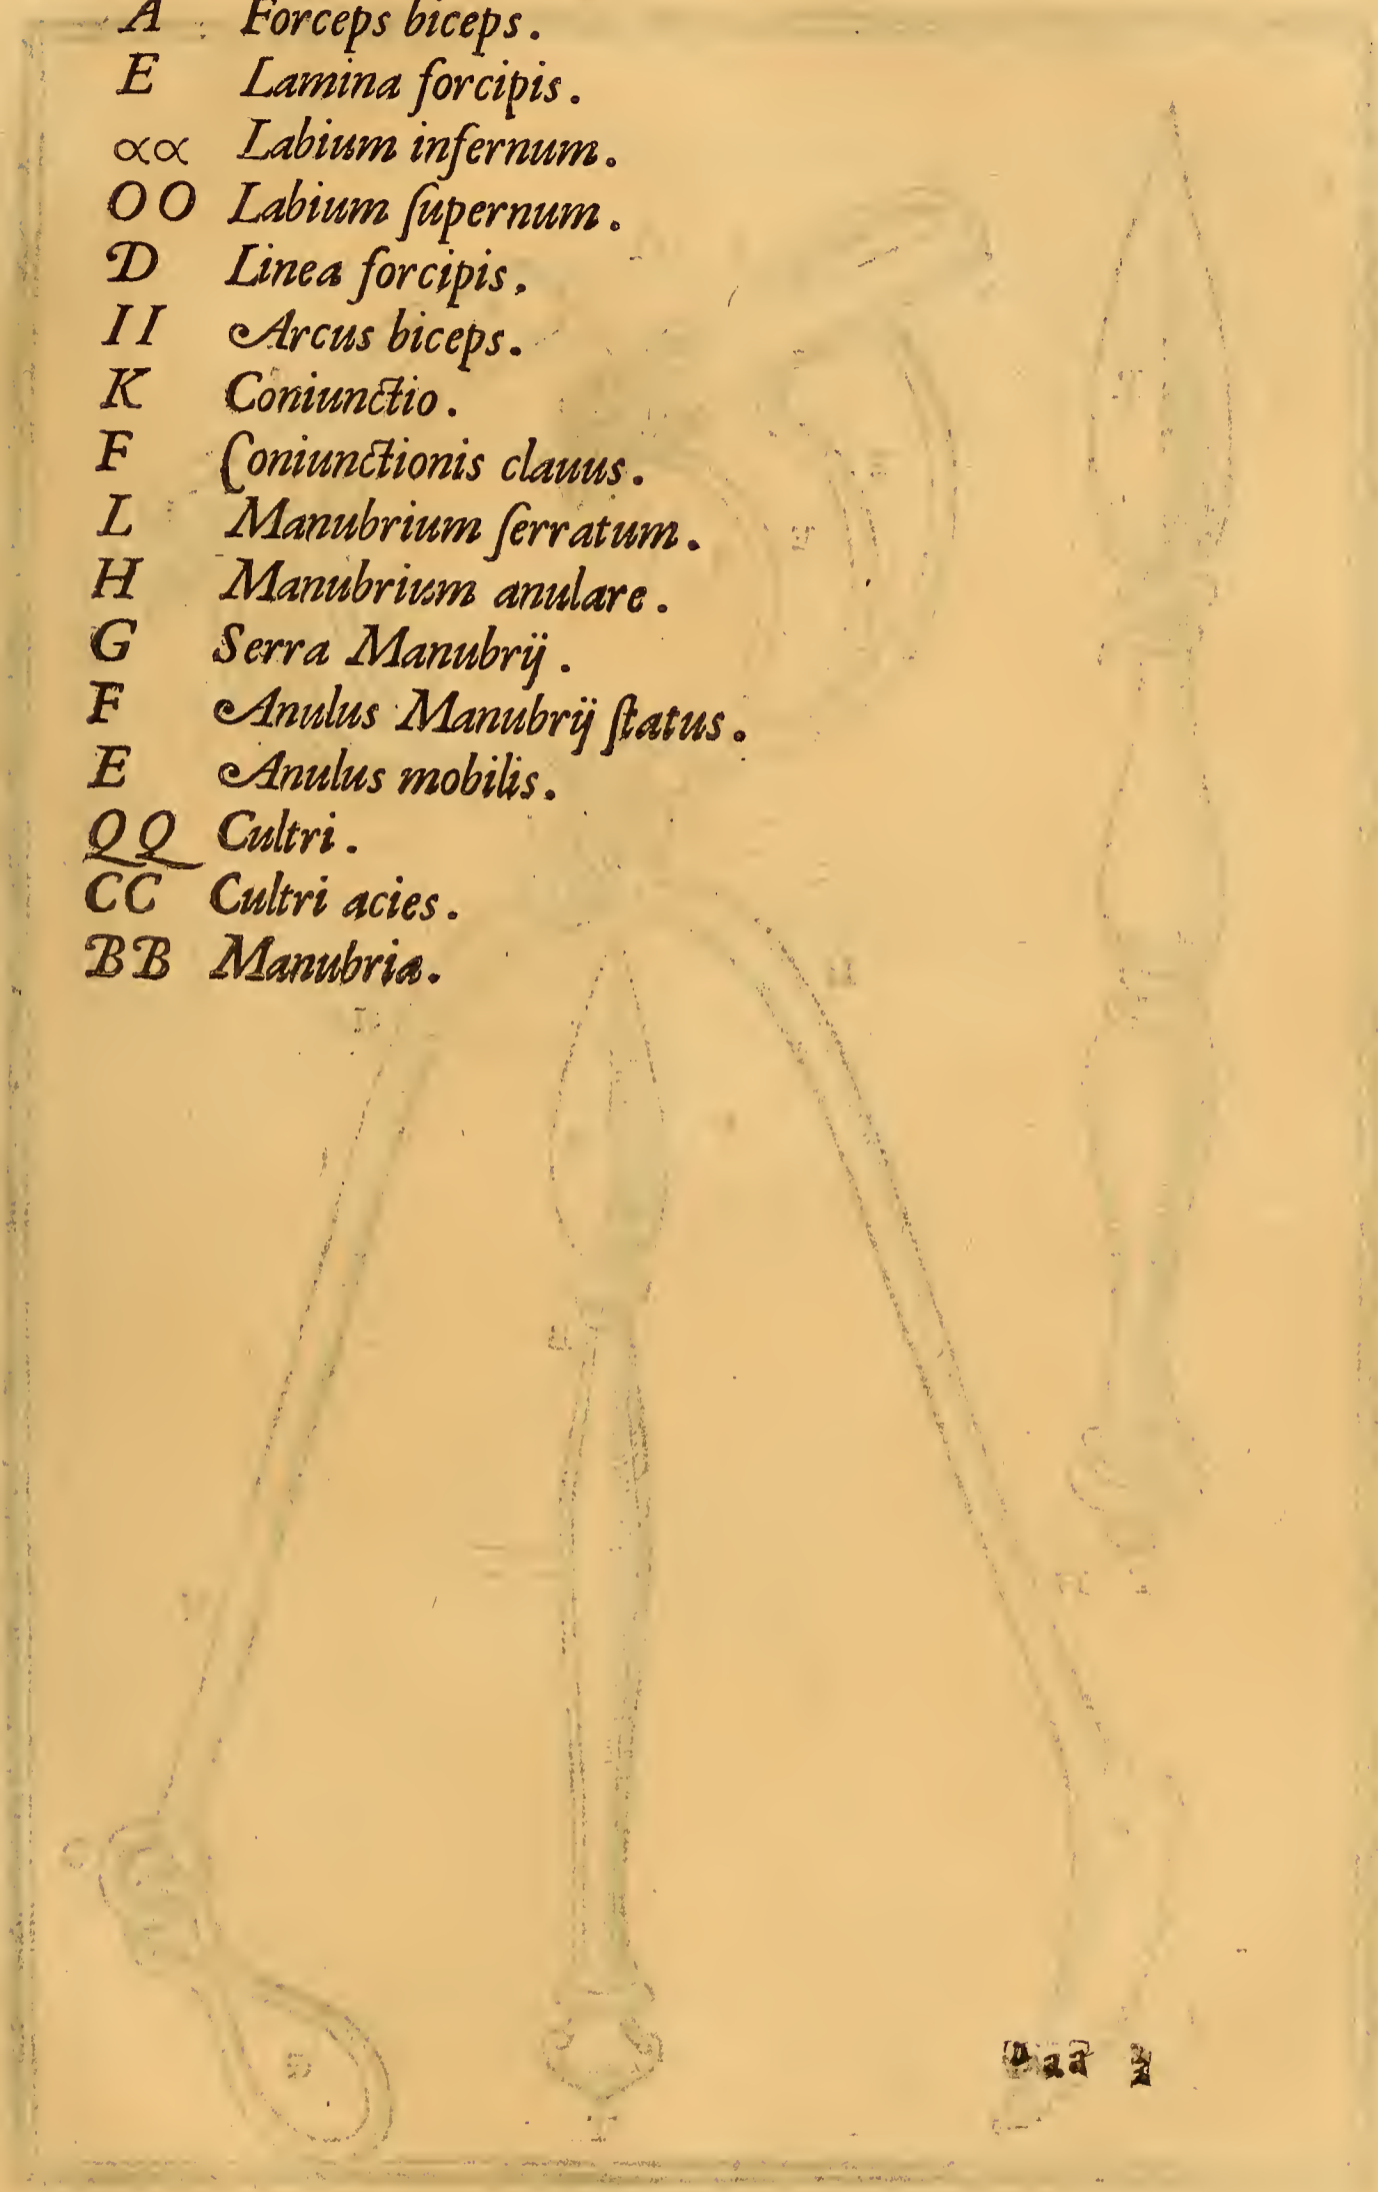 A Forceps biceps.
E Lamina forcipis.
αα Labium infernum.
OO Labium ſupernum.
D Linea forcipis,
II Arcus biceps.
K Coniunctio.
F Coniunctionis clauus.
L Manubrium ſerratum.
H Manubrium anulare.
G Serra Manubrij.
F Anulus Manubrij ſtatus.
E Anulus mobilis.
QQ Cultri.
CC Cultri acies.
BB Manubria.